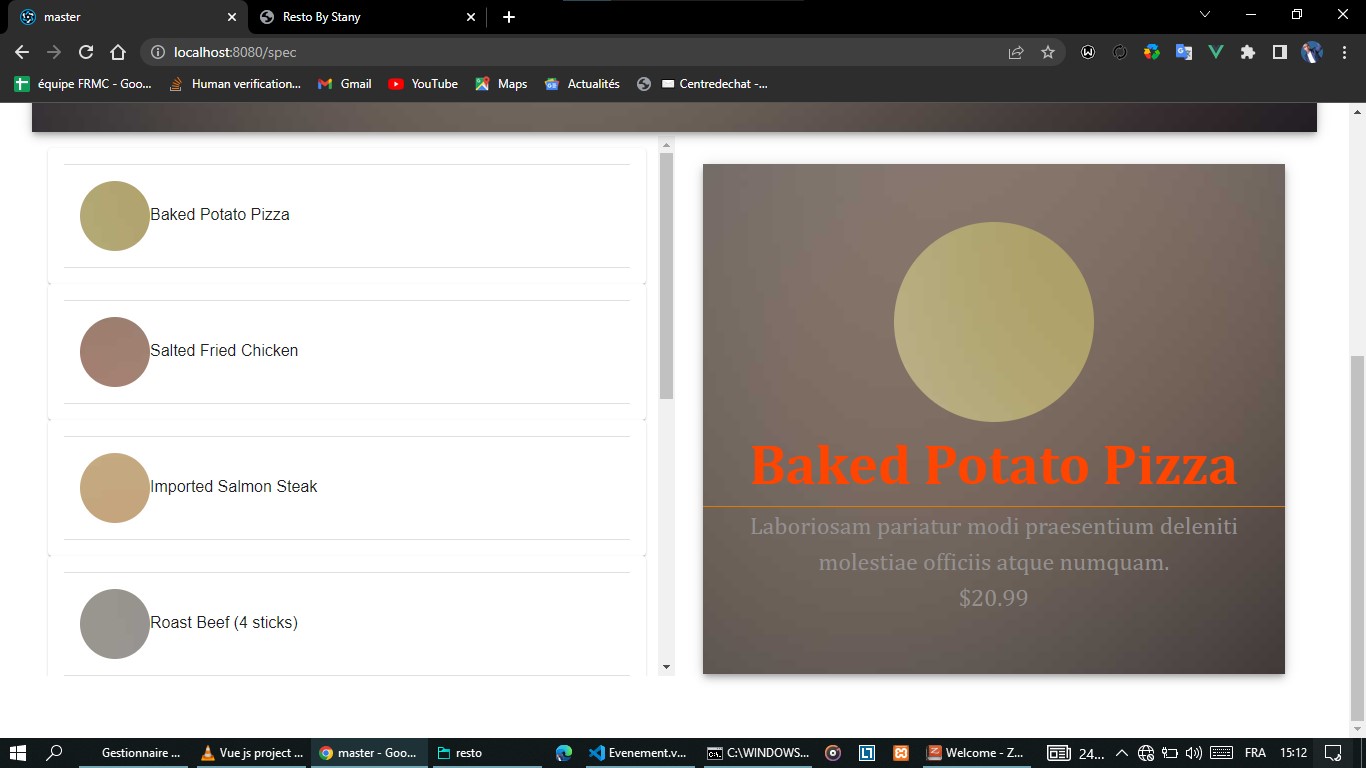 master
Resto By Stany
localhost:8080/spec
équipe FRMC - Goo...
Human verification...
Gmail
YouTube
Maps
Actualités
Centredechat -...
Baked Potato Pizza
Salted Fried Chicken
Imported Salmon Steak
Roast Beef (4 sticks)
Baked Potato Pizza
Laboriosam pariatur modi praesentium deleniti
molestiae officiis atque numquam.
$20.99
Gestionnaire ...
Vue js project ...
master - Goo...
resto
Evenement.v...
C:\WINDOWS...
Welcome - Z...
24...
FRA
15:12